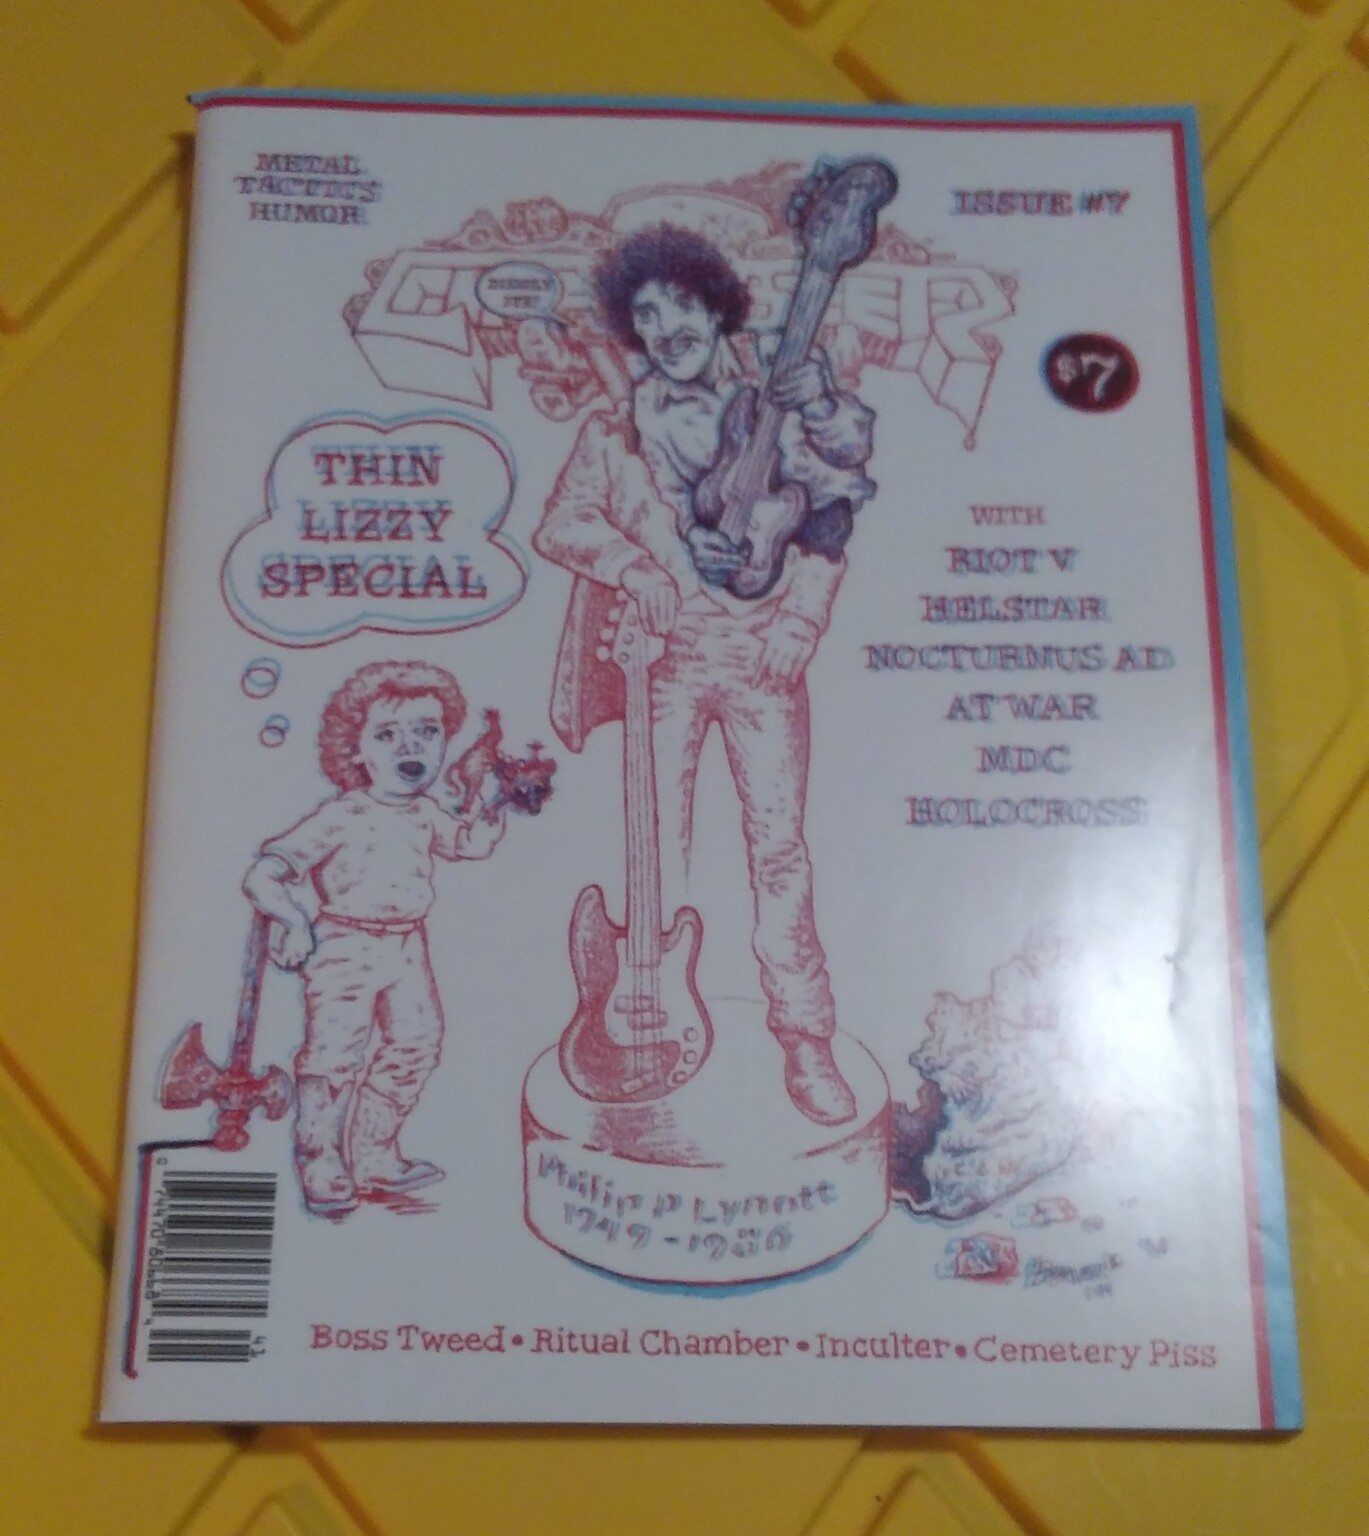 METAL
TACTICS
HUMOR
ISSUE #7
$7
THIN
LIZZY
SPECIAL
WITH
RIOT V
HELSTAR
NOCTURNUS AD
AT WAR
MDC
HOLOCROSS
Philip P Lynott
1949-1986
Boss Tweed • Ritual Chamber • Inculter • Cemetery Piss